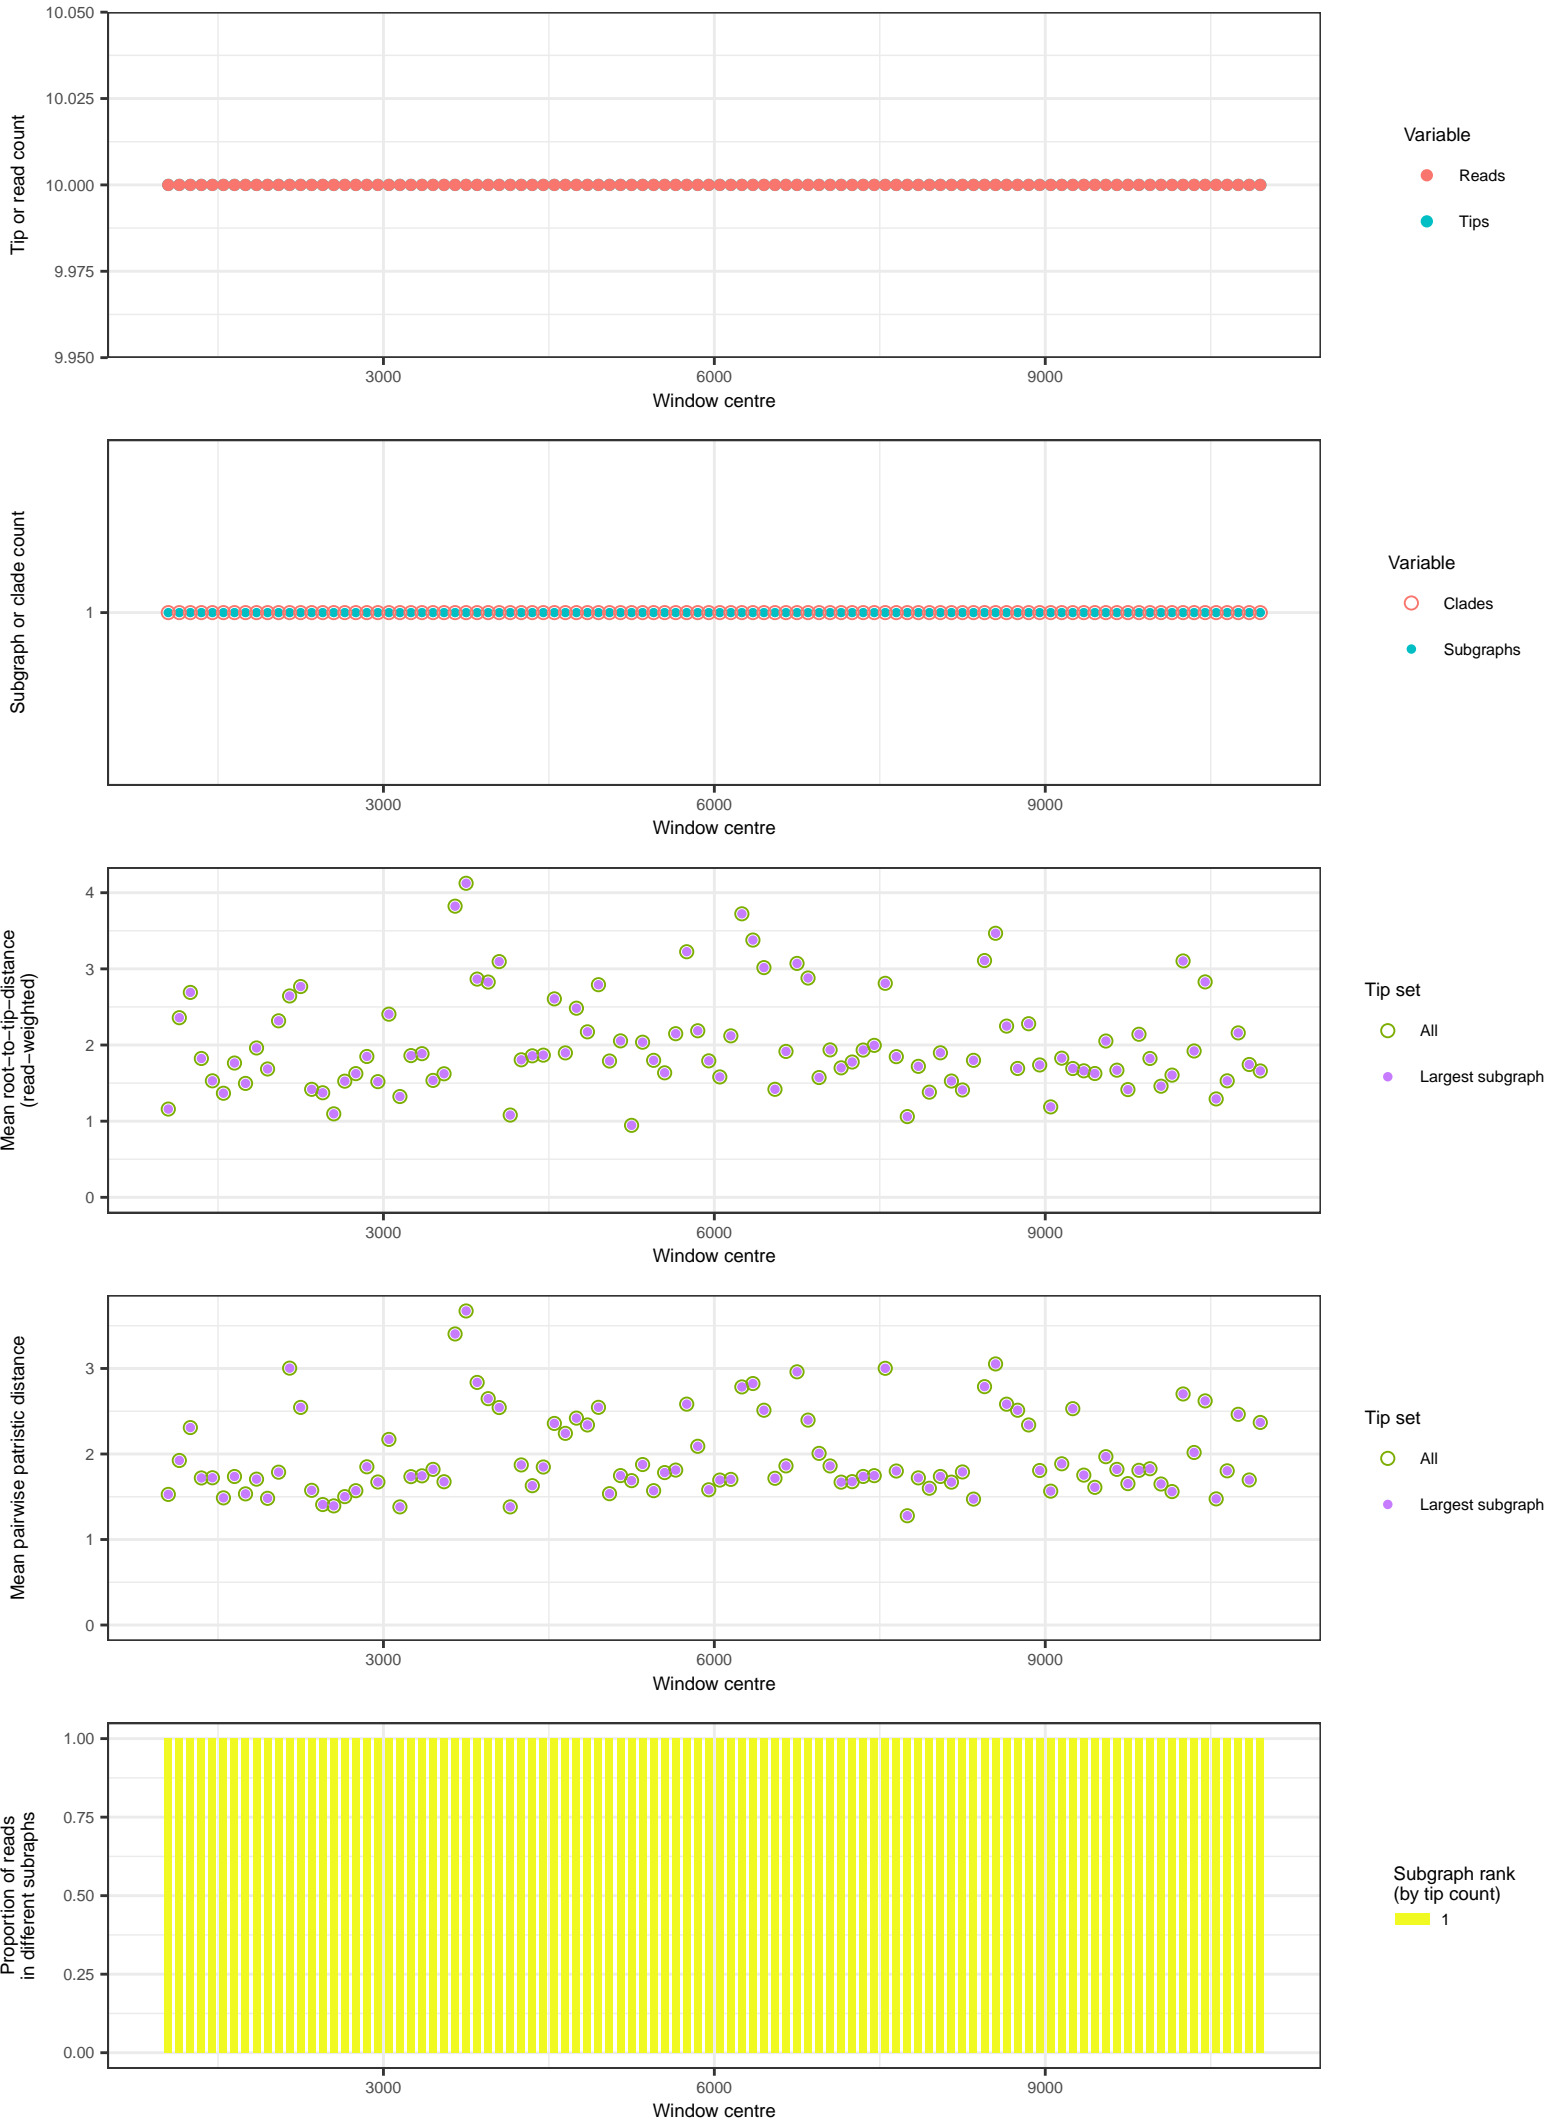 10.050
10.025
10.000
9.975
9.950
Tip or read count
3000
6000
9000
Window centre
Variable
Reads
Tips
1
Subgraph or clade count
3000
6000
9000
Window centre
Variable
Clades
Subgraphs
4
3
2
1
0
Mean root−to−tip−distance
(read−weighted)
3000
6000
9000
Window centre
Tip set
All
Largest subgraph
3
2
1
0
Mean pairwise patristic distance
3000
6000
9000
Window centre
Tip set
All
Largest subgraph
1.00
0.75
0.50
0.25
0.00
Proportion of reads
in different subraphs
3000
6000
9000
Window centre
Subgraph rank
(by tip count)
1